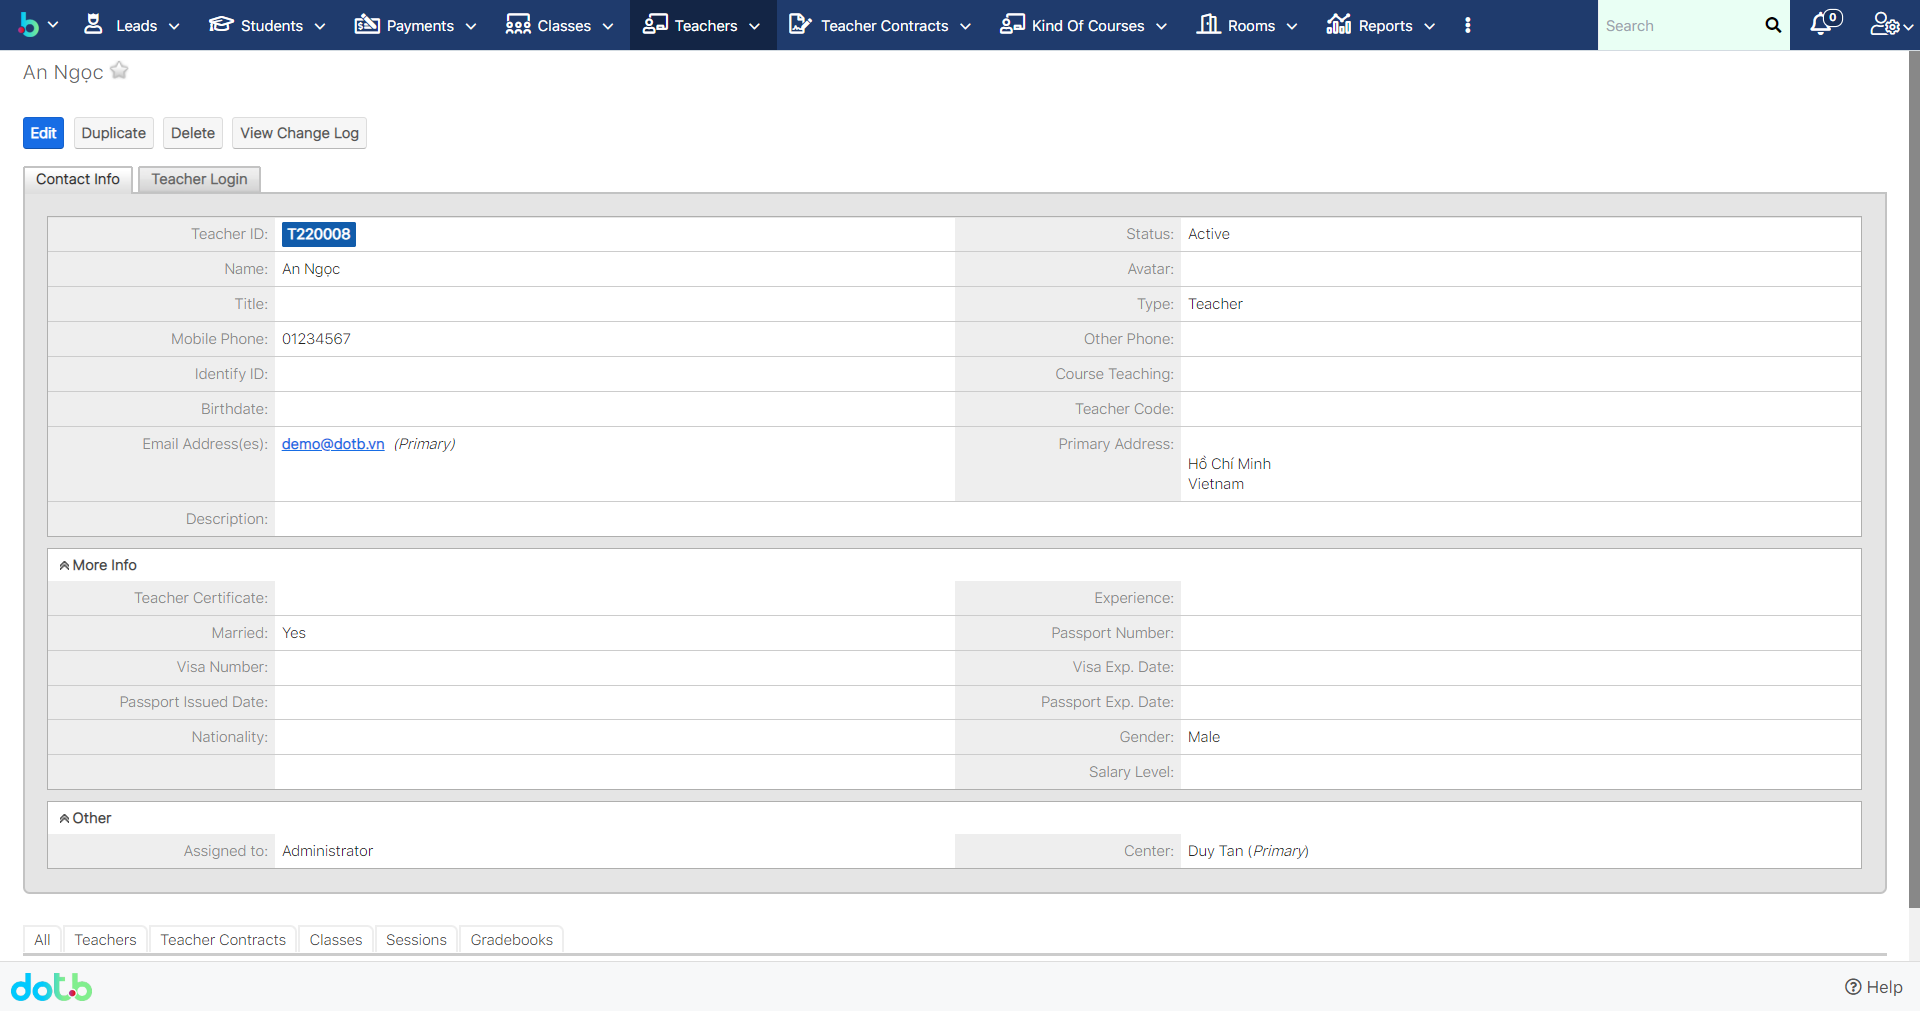 b Leads Students Payments Classes Teachers Teacher Contracts Kind Of Courses Rooms Reports Search 0
An Ngọc
Edit Duplicate Delete View Change Log
Contact Info Teacher Login
Teacher ID: T220008 Status: Active
Name: An Ngọc Avatar:
Title: Type: Teacher
Mobile Phone: 01234567 Other Phone:
Identify ID: Course Teaching:
Birthdate: Teacher Code:
Email Address(es): demo@dotb.vn (Primary) Primary Address:
Hồ Chí Minh
Vietnam
Description:
More Info
Teacher Certificate: Experience:
Married: Yes Passport Number:
Visa Number: Visa Exp. Date:
Passport Issued Date: Passport Exp. Date:
Nationality: Gender: Male
Salary Level:
Other
Assigned to: Administrator Center: Duy Tan (Primary)
All Teachers Teacher Contracts Classes Sessions Gradebooks
dotb Help